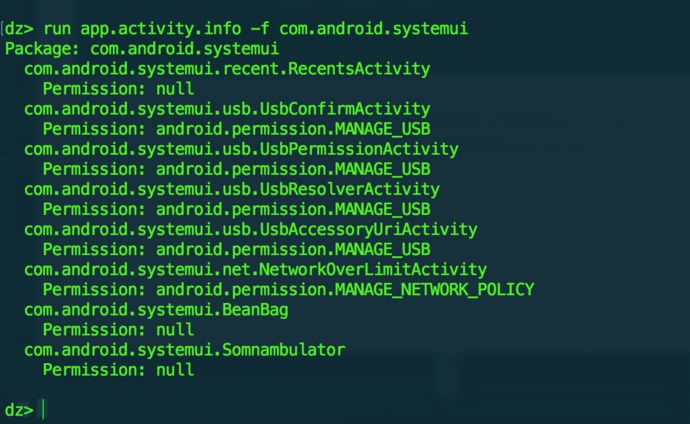 dz> run app.activity.info -f com.android.systemui
Package: com.android.systemui
com.android.systemui.recent.RecentsActivity
Permission: null
com.android.systemui.usb.UsbConfirmActivity
Permission: android.permission.MANAGE_USB
com.android.systemui.usb.UsbPermissionActivity
Permission: android.permission.MANAGE_USB
com.android.systemui.usb.UsbResolverActivity
Permission: android.permission.MANAGE_USB
com.android.systemui.usb.UsbAccessoryUriActivity
Permission: android.permission.MANAGE_USB
com.android.systemui.net.NetworkOverLimitActivity
Permission: android.permission.MANAGE_NETWORK_POLICY
com.android.systemui.BeanBag
Permission: null
com.android.systemui.Somnambulator
Permission: null
dz>